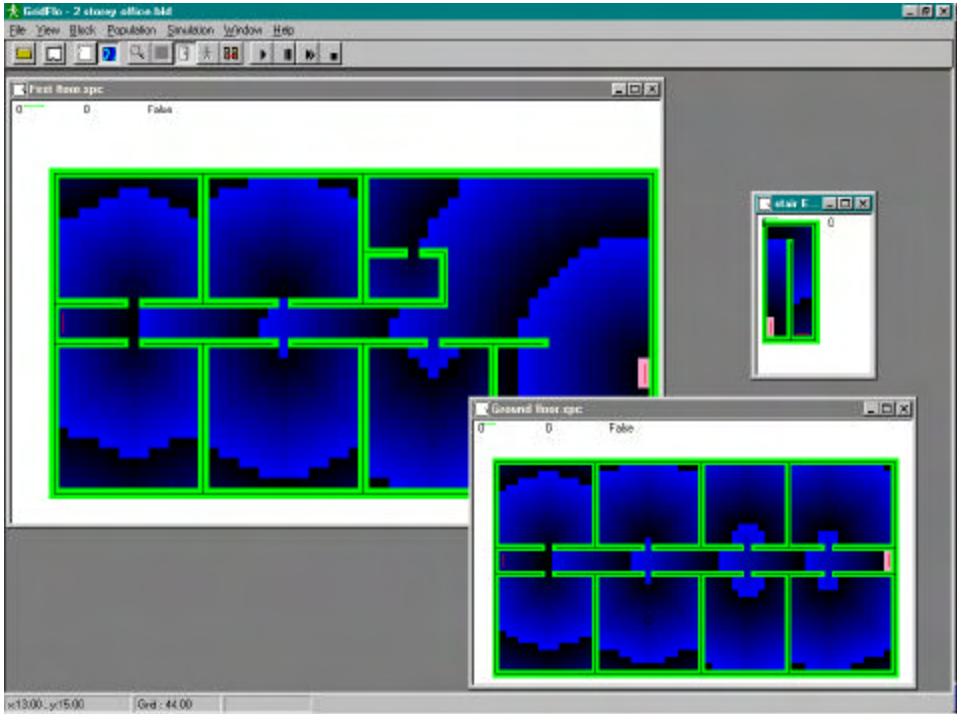 GridFlo - 2 storey office.bld
File View Block Population Simulation Window Help
First floor.spc
0 0 False
stair E...
0
Ground floor.spc
0 0 False
x:13.00 , y:15.00 Grid : 44.00